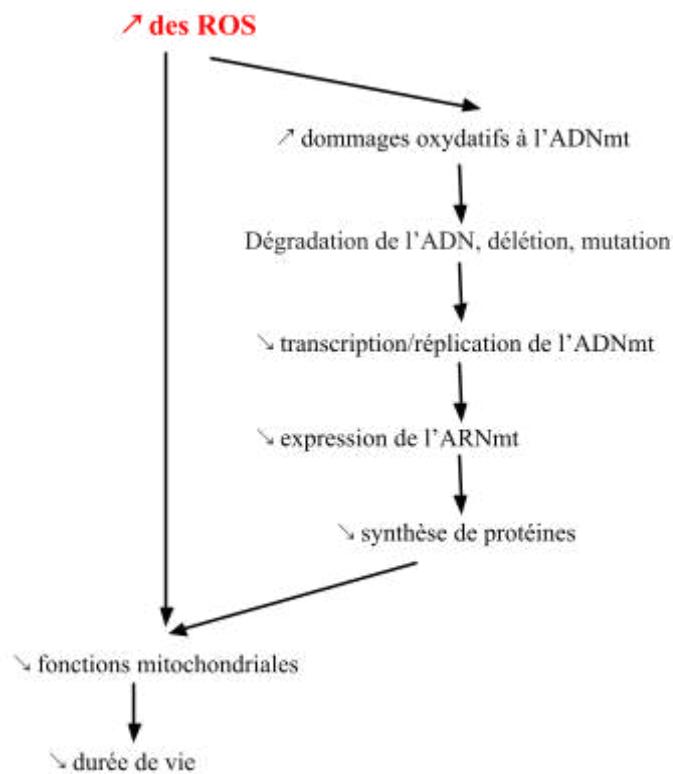 ↗ des ROS
↗ dommages oxydatifs à l’ADNmt
Dégradation de l’ADN, délétion, mutation
↘ transcription/réplication de l’ADNmt
↘ expression de l’ARNmt
↘ synthèse de protéines
↘ fonctions mitochondriales
↘ durée de vie